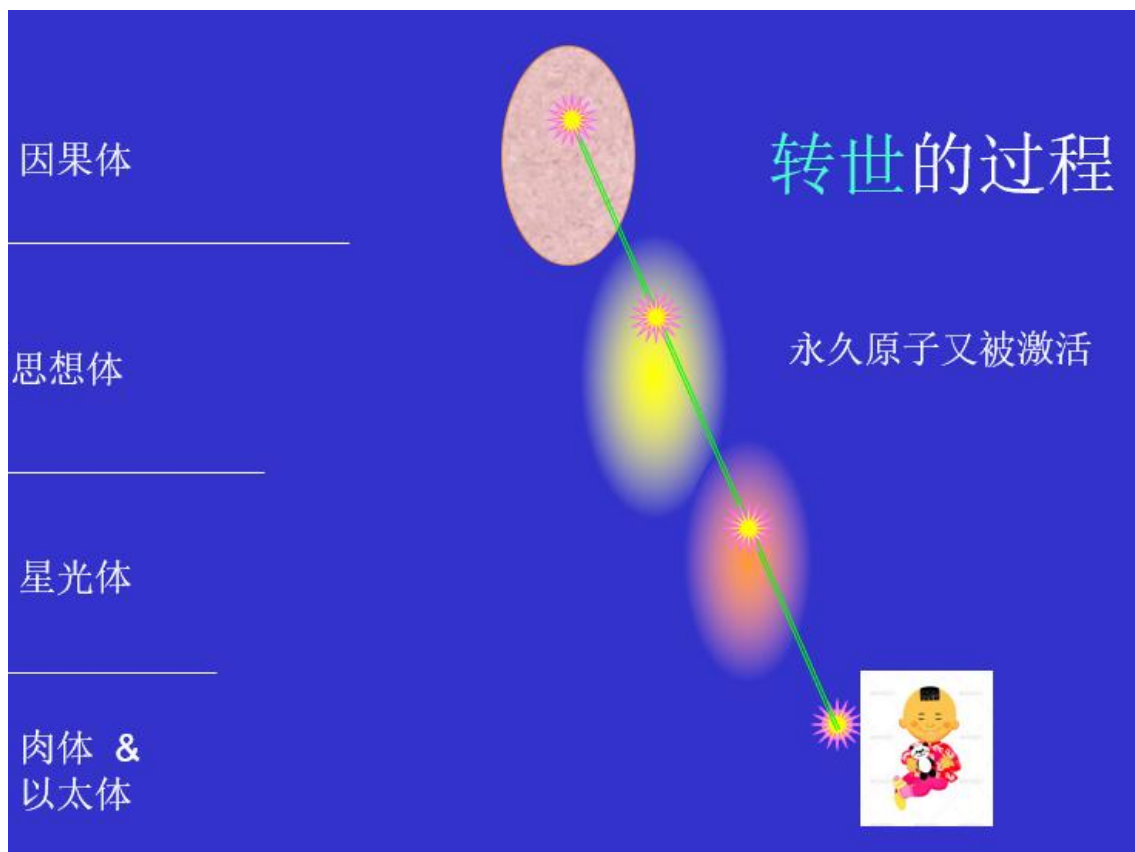 转世的过程
因果体
永久原子又被激活
思想体
星光体
肉体 &
以太体